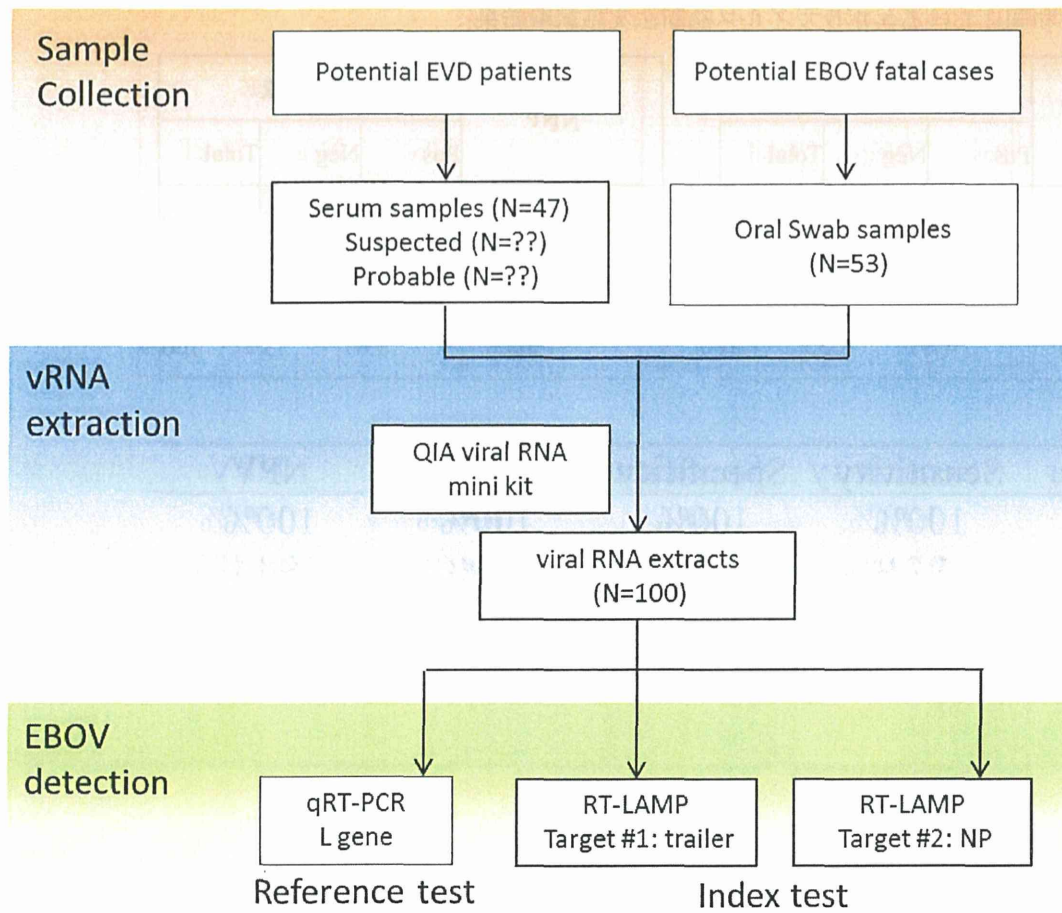 Sample
Collection
Potential EVD patients
Potential EBOV fatal cases
Serum samples (N=47)
Suspected (N=??)
Probable (N=??)
Oral Swab samples
(N=53)
vRNA
extraction
QIA viral RNA
mini kit
viral RNA extracts
(N=100)
EBOV
detection
qRT-PCR
L gene
RT-LAMP
Target #1: trailer
RT-LAMP
Target #2: NP
Reference test
Index test